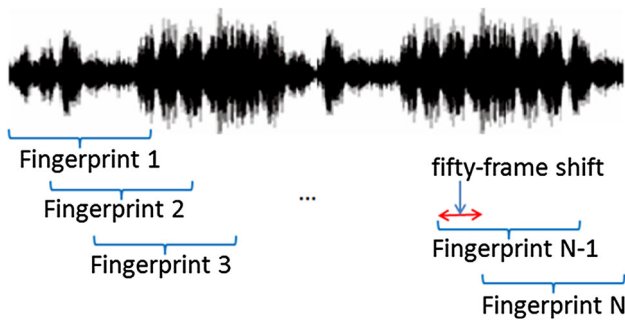 Fingerprint 1
fifty-frame shift
Fingerprint 2
...
Fingerprint N-1
Fingerprint 3
Fingerprint N